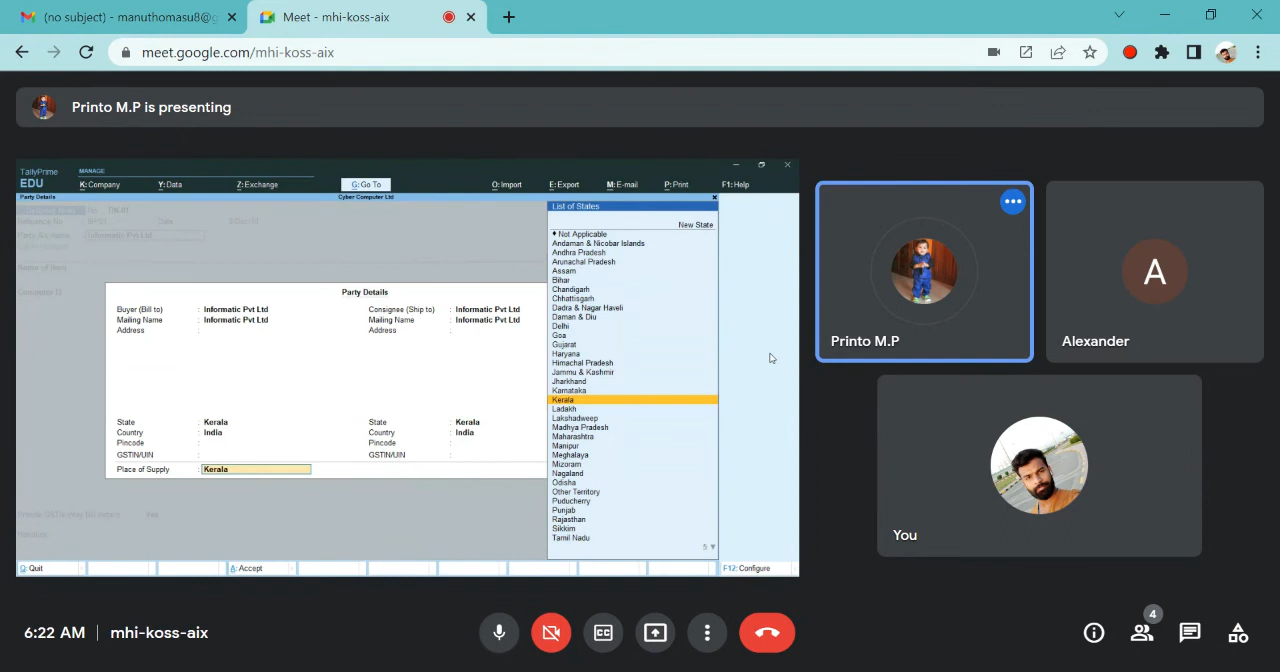 (no subject) - manuthomasu8@g
Meet - mhi-koss-aix
meet.google.com/mhi-koss-aix
Printo M.P is presenting
TallyPrime
EDU
MANAGE
K:Company
Y:Data
Z:Exchange
G:Go To
O:Import
E:Export
M:E-mail
P:Print
F1:Help
Party Details
Cyber Computer Ltd
Party Details
Buyer (Bill to) : Informatic Pvt Ltd
Mailing Name : Informatic Pvt Ltd
Address :
State : Kerala
Country : India
Pincode :
GSTIN/UIN :
Place of Supply : Kerala
Consignee (Ship to) : Informatic Pvt Ltd
Mailing Name : Informatic Pvt Ltd
Address :
State : Kerala
Country : India
Pincode :
GSTIN/UIN :
List of States
New State
♦ Not Applicable
Andaman & Nicobar Islands
Andhra Pradesh
Arunachal Pradesh
Assam
Bihar
Chandigarh
Chhattisgarh
Dadra & Nagar Haveli
Daman & Diu
Delhi
Goa
Gujarat
Haryana
Himachal Pradesh
Jammu & Kashmir
Jharkhand
Karnataka
Kerala
Ladakh
Lakshadweep
Madhya Pradesh
Maharashtra
Manipur
Meghalaya
Mizoram
Nagaland
Odisha
Other Territory
Puducherry
Punjab
Rajasthan
Sikkim
Tamil Nadu
5 ▼
Q: Quit
A: Accept
F12: Configure
Printo M.P
A
Alexander
You
6:22 AM | mhi-koss-aix
CC
4